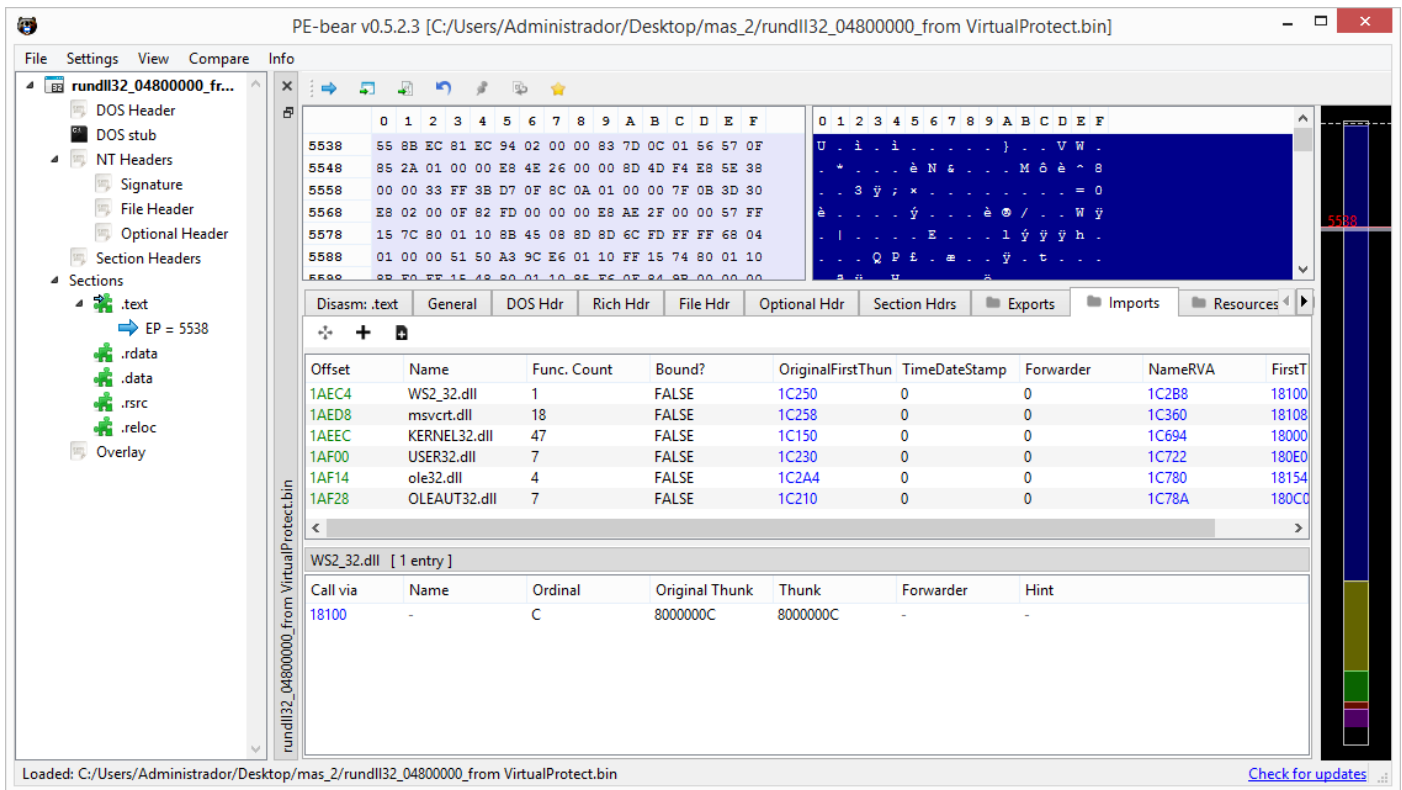 PE-bear v0.5.2.3 [C:/Users/Administrador/Desktop/mas_2/rundll32_04800000_from VirtualProtect.bin]
File Settings View Compare Info
rundll32_04800000_fr...
DOS Header
DOS stub
NT Headers
Signature
File Header
Optional Header
Section Headers
Sections
.text
EP = 5538
.rdata
.data
.rsrc
.reloc
Overlay
rundll32_04800000_from VirtualProtect.bin
0 1 2 3 4 5 6 7 8 9 A B C D E F
5538 55 8B EC 81 EC 94 02 00 00 83 7D 0C 01 56 57 0F
5548 85 2A 01 00 00 E8 4E 26 00 00 8D 4D F4 E8 5E 38
5558 00 00 33 FF 3B D7 0F 8C 0A 01 00 00 7F 0B 3D 30
5568 E8 02 00 0F 82 FD 00 00 00 E8 AE 2F 00 00 57 FF
5578 15 7C 80 01 10 8B 45 08 8D 8D 6C FD FF FF 68 04
5588 01 00 00 51 50 A3 9C E6 01 10 FF 15 74 80 01 10
0 1 2 3 4 5 6 7 8 9 A B C D E F
U . ì . ì . . . . . } . . V W .
. * . . . è N & . . . M ô è ^ 8
. . 3 ÿ ; × . . . . . . . . = 0
è . . . . ý . . . è ® / . . W ÿ
. | . . . . E . . . l ý ÿ ÿ h .
. . . Q P £ . æ . . ÿ . t . . .
5538
Disasm: .text General DOS Hdr Rich Hdr File Hdr Optional Hdr Section Hdrs Exports Imports Resources
Offset Name Func. Count Bound? OriginalFirstThun TimeDateStamp Forwarder NameRVA FirstT
1AEC4 WS2_32.dll 1 FALSE 1C250 0 0 1C2B8 18100
1AED8 msvcrt.dll 18 FALSE 1C258 0 0 1C360 18108
1AEEC KERNEL32.dll 47 FALSE 1C150 0 0 1C694 18000
1AF00 USER32.dll 7 FALSE 1C230 0 0 1C722 180E0
1AF14 ole32.dll 4 FALSE 1C2A4 0 0 1C780 18154
1AF28 OLEAUT32.dll 7 FALSE 1C210 0 0 1C78A 180C0
WS2_32.dll [ 1 entry ]
Call via Name Ordinal Original Thunk Thunk Forwarder Hint
18100 - C 8000000C 8000000C - -
Loaded: C:/Users/Administrador/Desktop/mas_2/rundll32_04800000_from VirtualProtect.bin
Check for updates